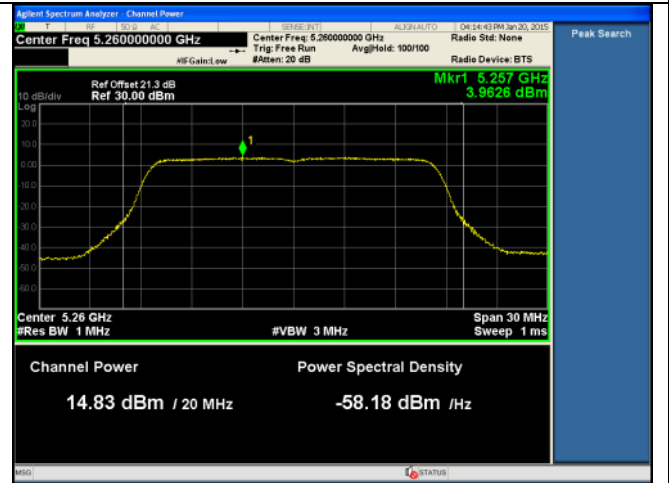 Agilent Spectrum Analyzer - Channel Power
T RF 50 Ω AC SENSE:INT ALIGN AUTO 04:14:43 PM Jan 20, 2015
Center Freq 5.260000000 GHz Center Freq: 5.260000000 GHz Radio Std: None Peak Search
Trig: Free Run Avg|Hold: 100/100
#IFGain:Low #Atten: 20 dB Radio Device: BTS
Ref Offset 21.3 dB Mkr1 5.257 GHz
10 dB/div Ref 30.00 dBm 3.9626 dBm
Log
20.0
1
10.0
0.00
-10.0
-20.0
-30.0
-40.0
-50.0
-60.0
Center 5.26 GHz Span 30 MHz
#Res BW 1 MHz #VBW 3 MHz Sweep 1 ms
Channel Power Power Spectral Density
14.83 dBm / 20 MHz -58.18 dBm /Hz
MSG STATUS